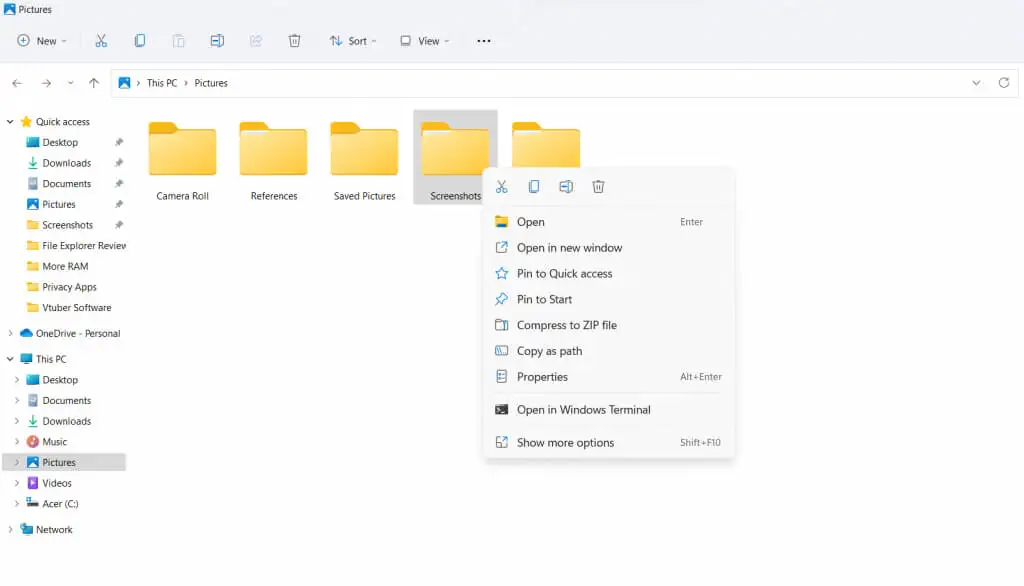 Pictures
New
Sort
View
This PC
Pictures
Quick access
Desktop
Downloads
Documents
Pictures
Screenshots
File Explorer Review
More RAM
Privacy Apps
Vtuber Software
OneDrive - Personal
This PC
Desktop
Documents
Downloads
Music
Pictures
Videos
Acer (C:)
Network
Camera Roll
References
Saved Pictures
Screenshots
Open Enter
Open in new window
Pin to Quick access
Pin to Start
Compress to ZIP file
Copy as path
Properties Alt+Enter
Open in Windows Terminal
Show more options Shift+F10